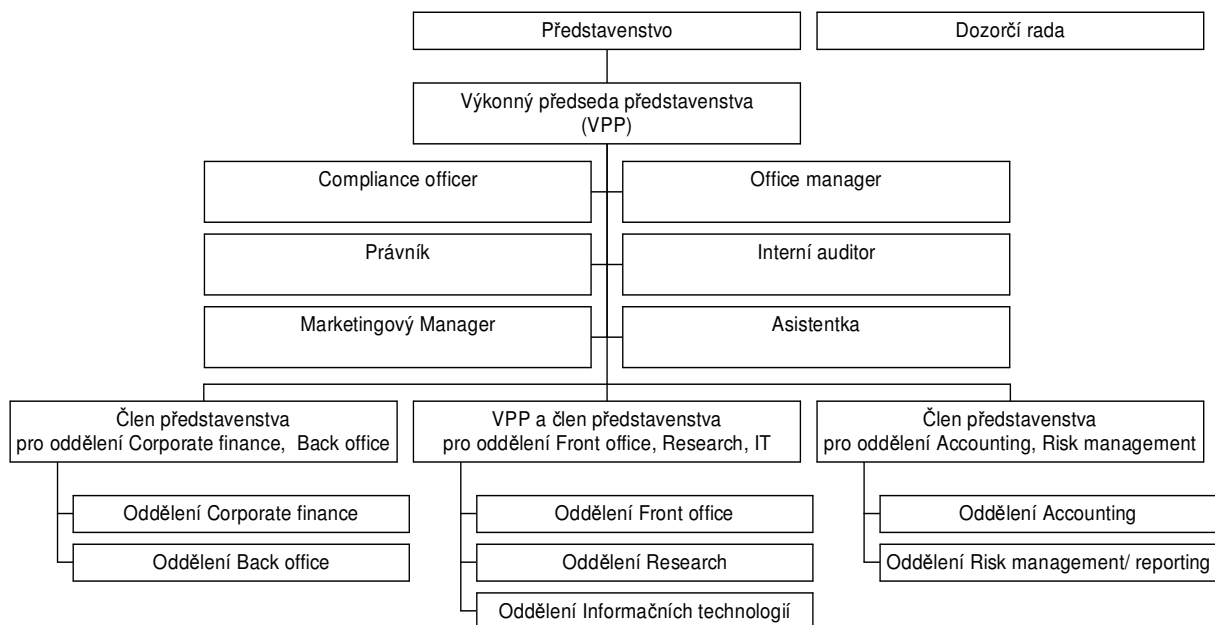 Představenstvo
Dozorčí rada
Výkonný předseda představenstva
(VPP)
Compliance officer
Office manager
Právník
Interní auditor
Marketingový Manager
Asistentka
Člen představenstva
pro oddělení Corporate finance, Back office
VPP a člen představenstva
pro oddělení Front office, Research, IT
Člen představenstva
pro oddělení Accounting, Risk management
Oddělení Corporate finance
Oddělení Front office
Oddělení Accounting
Oddělení Back office
Oddělení Research
Oddělení Risk management/ reporting
Oddělení Informačních technologií